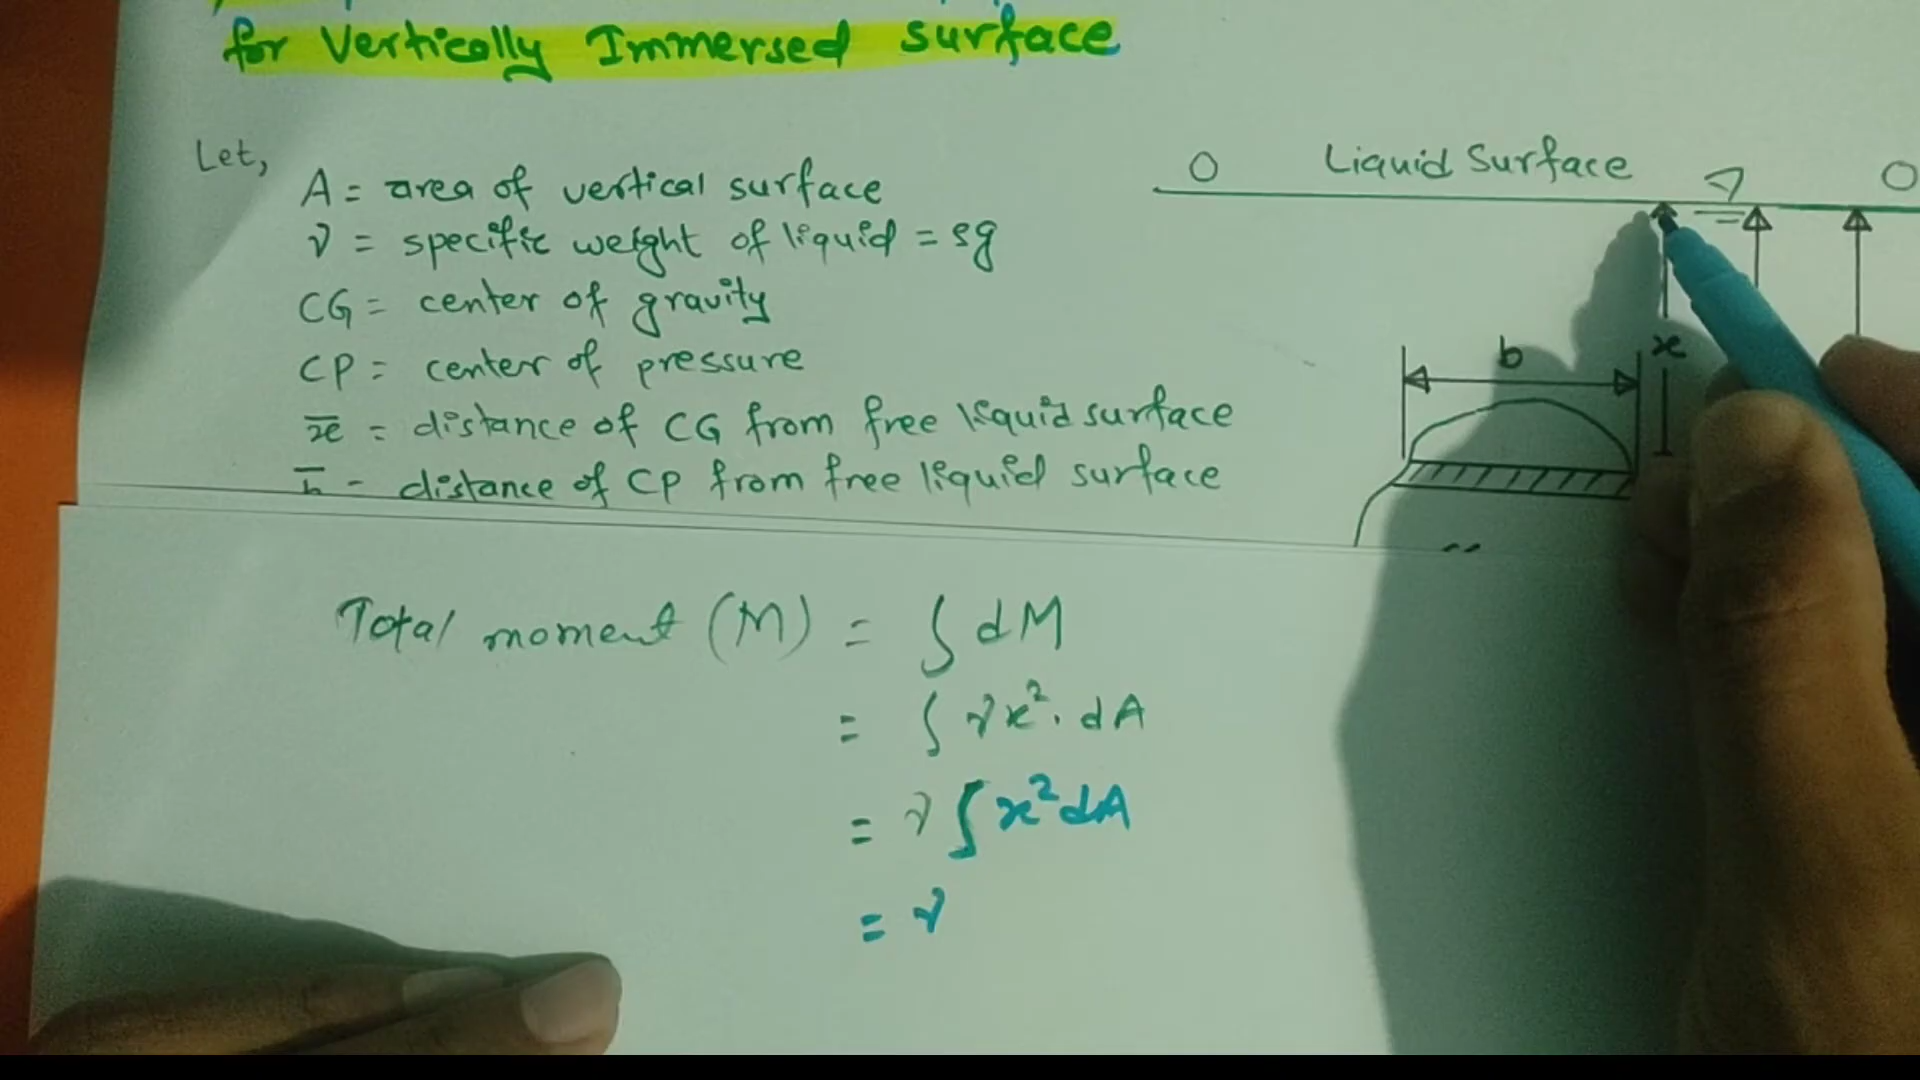 for Vertically Immersed Surface
Let,
A = area of vertical surface
γ = specific weight of liquid = ρg
CG = center of gravity
CP = center of pressure
x̄ = distance of CG from free liquid surface
h̄ = distance of CP from free liquid surface
O Liquid Surface O
b
x
Total moment (M) = ∫ dM
= ∫ γx². dA
= γ ∫ x² dA
= γ